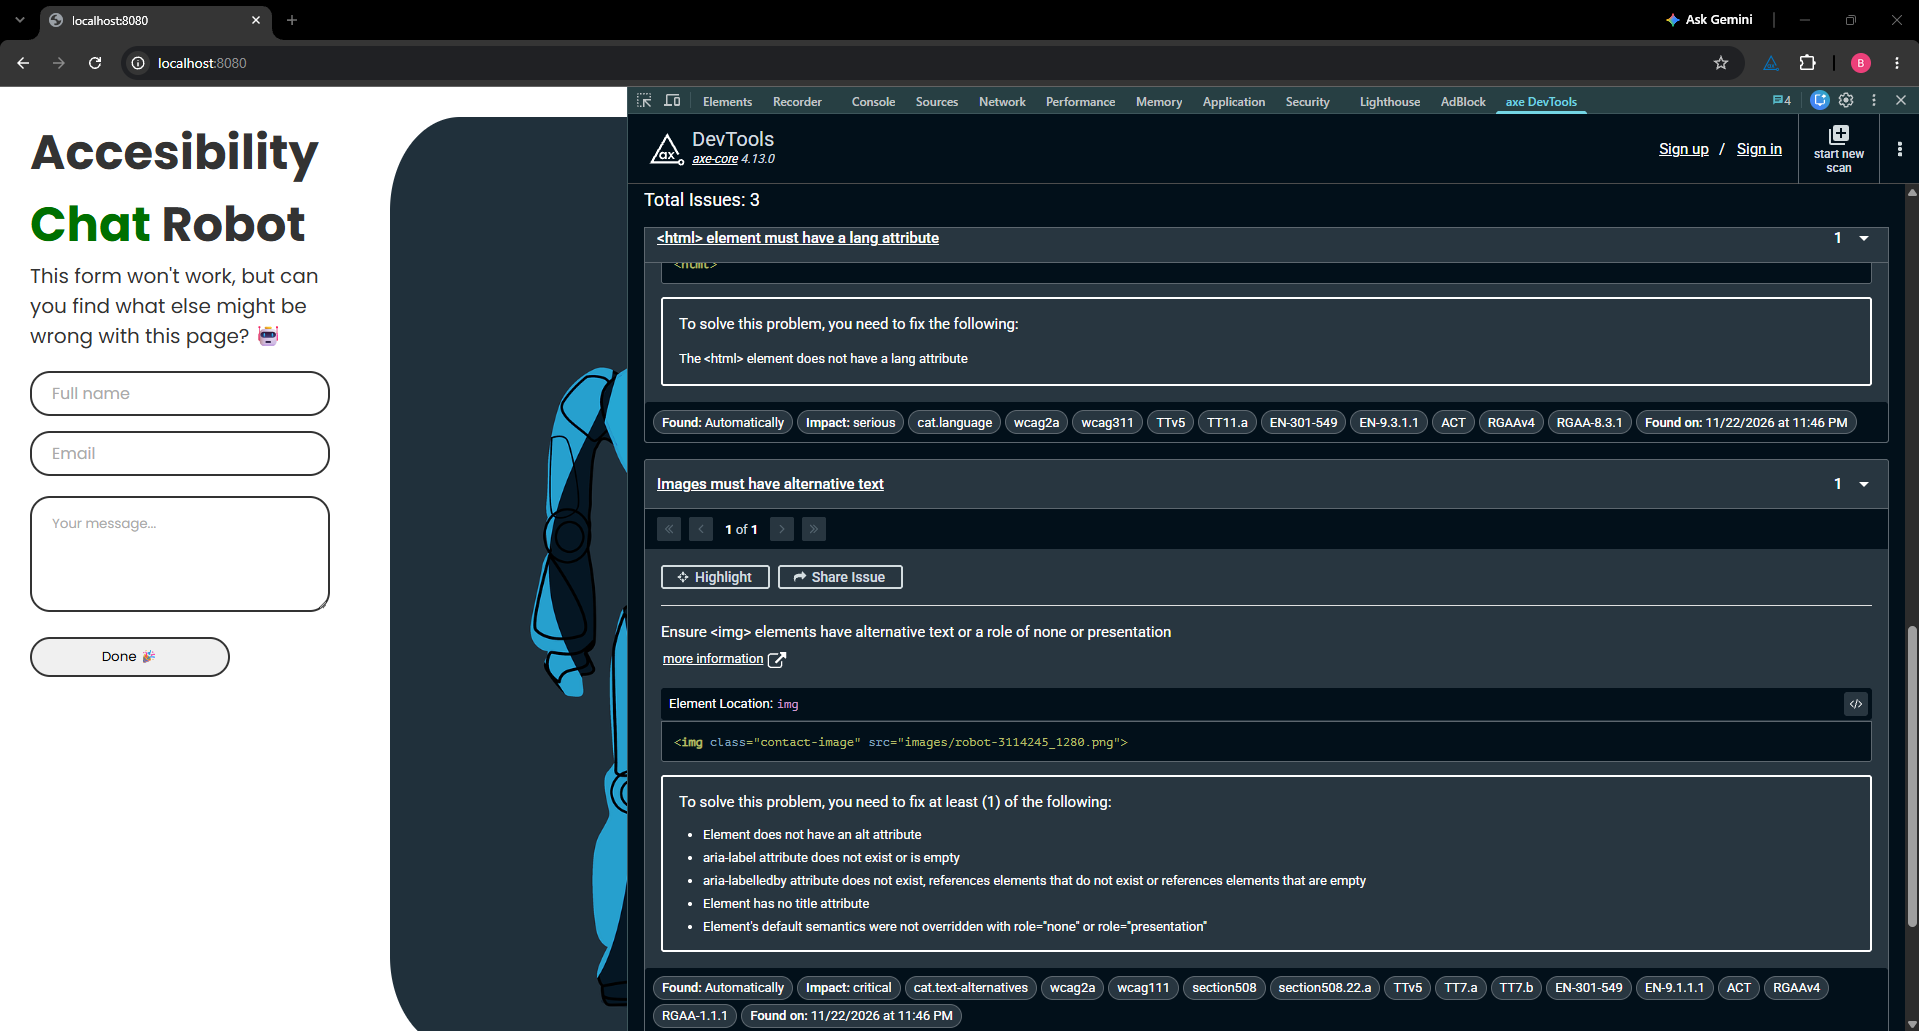 localhost:8080
Ask Gemini
localhost:8080
B
Elements Recorder Console Sources Network Performance Memory Application Security Lighthouse AdBlock axe DevTools 4
Accesibility
Chat Robot
This form won't work, but can
you find what else might be
wrong with this page?
Full name
Email
Your message...
Done
ax
DevTools
axe-core 4.13.0
Sign up / Sign in
start new
scan
Total Issues: 3
<html> element must have a lang attribute 1
<html>
To solve this problem, you need to fix the following:
The <html> element does not have a lang attribute
Found: Automatically Impact: serious cat.language wcag2a wcag311 TTv5 TT11.a EN-301-549 EN-9.3.1.1 ACT RGAAv4 RGAA-8.3.1 Found on: 11/22/2026 at 11:46 PM
Images must have alternative text 1
1 of 1
Highlight Share Issue
Ensure <img> elements have alternative text or a role of none or presentation
more information
Element Location: img
<img class="contact-image" src="images/robot-3114245_1280.png">
To solve this problem, you need to fix at least (1) of the following:
• Element does not have an alt attribute
• aria-label attribute does not exist or is empty
• aria-labelledby attribute does not exist, references elements that do not exist or references elements that are empty
• Element has no title attribute
• Element's default semantics were not overridden with role="none" or role="presentation"
Found: Automatically Impact: critical cat.text-alternatives wcag2a wcag111 section508 section508.22.a TTv5 TT7.a TT7.b EN-301-549 EN-9.1.1.1 ACT RGAAv4
RGAA-1.1.1 Found on: 11/22/2026 at 11:46 PM